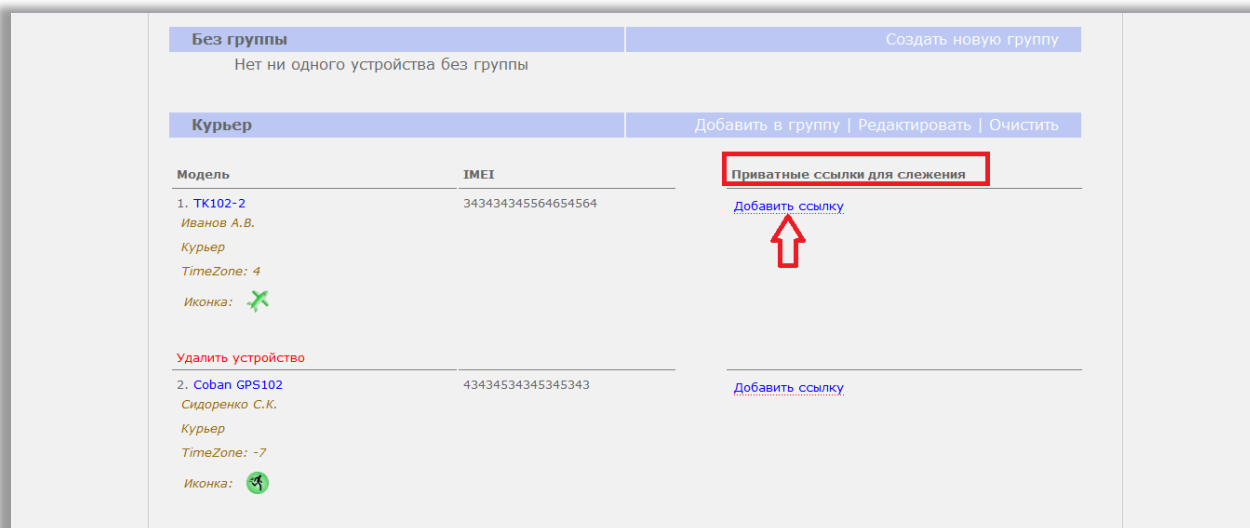 Без группы Создать новую группу
Нет ни одного устройства без группы
Курьер Добавить в группу | Редактировать | Очистить
Модель IMEI Приватные ссылки для слежения
1. TK102-2 343434345564654564 Добавить ссылку
Иванов А.В.
Курьер
TimeZone: 4
Иконка:
Удалить устройство
2. Coban GPS102 43434534345345343 Добавить ссылку
Сидоренко С.К.
Курьер
TimeZone: -7
Иконка: